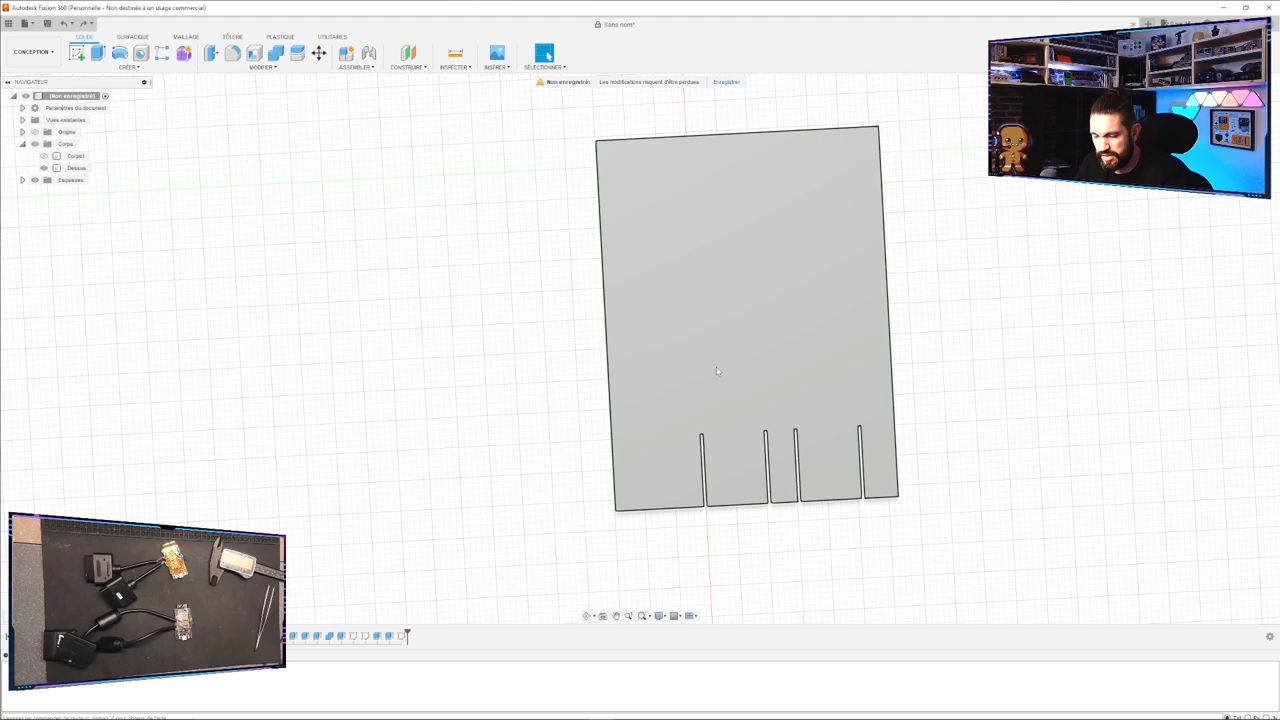 Autodesk Fusion 360 (Personnelle - Non destinée à un usage commercial)
Sans nom*
SOLIDE SURFACIQUE MAILLAGE TÔLERIE PLASTIQUE UTILITAIRES
CONCEPTION
CRÉER MODIFIER ASSEMBLER CONSTRUIRE INSPECTER INSÉRER SÉLECTIONNER
NAVIGATEUR
Non enregistré: Les modifications risquent d'être perdues Enregistrer
(Non enregistré)
Paramètres du document
Vues existantes
Origine
Corps
Corps1
Dessus
Esquisses